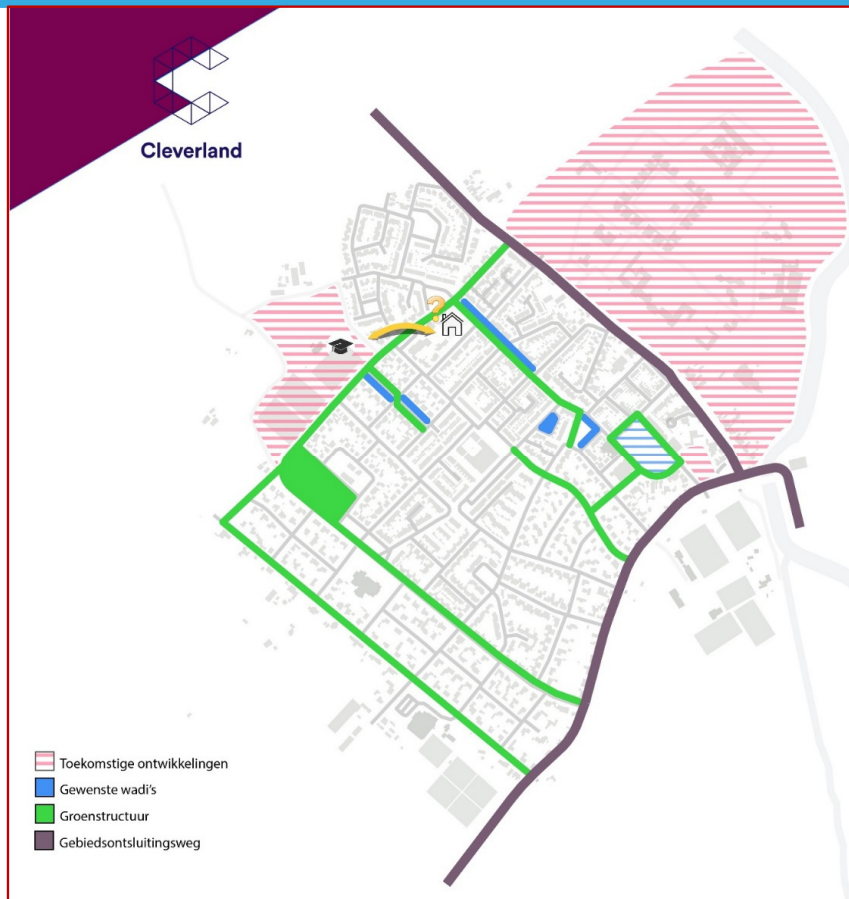 Cleverland
?
Toekomstige ontwikkelingen
Gewenste wadi's
Groenstructuur
Gebiedsontsluitingsweg